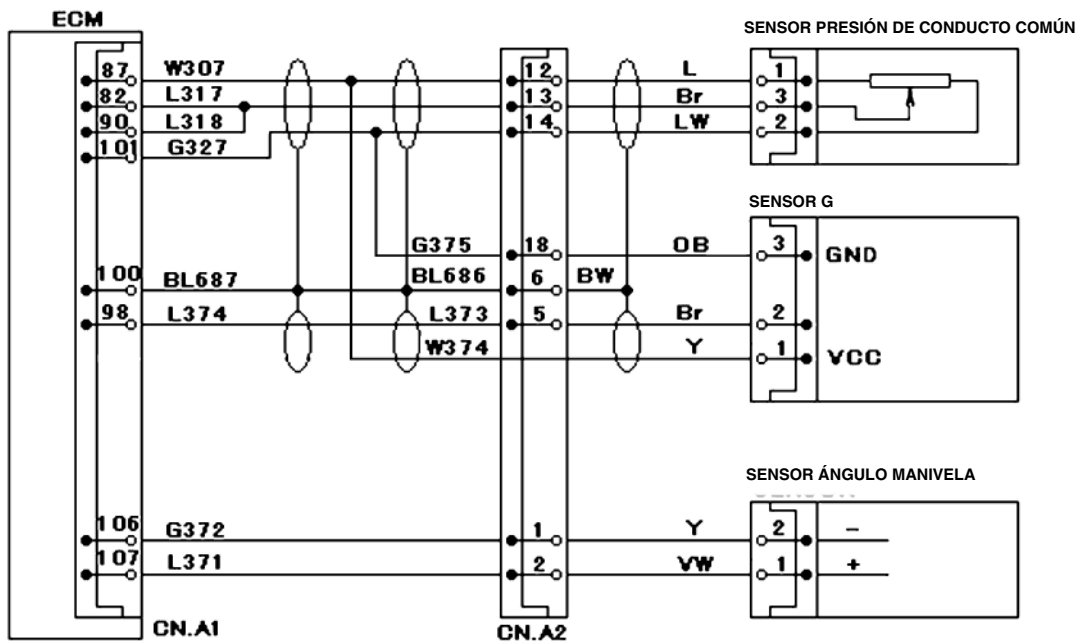 ECM
SENSOR PRESIÓN DE CONDUCTO COMÚN
87 W307 12 L 1
82 L317 13 Br 3
90 L318 14 LW 2
101 G327
SENSOR G
G375 18 OB 3 GND
100 BL687 BL686 6 BW
98 L374 L373 5 Br 2
W374 Y 1 VCC
SENSOR ÁNGULO MANIVELA
106 G372 1 Y 2 −
107 L371 2 VW 1 +
CN.A1 CN.A2